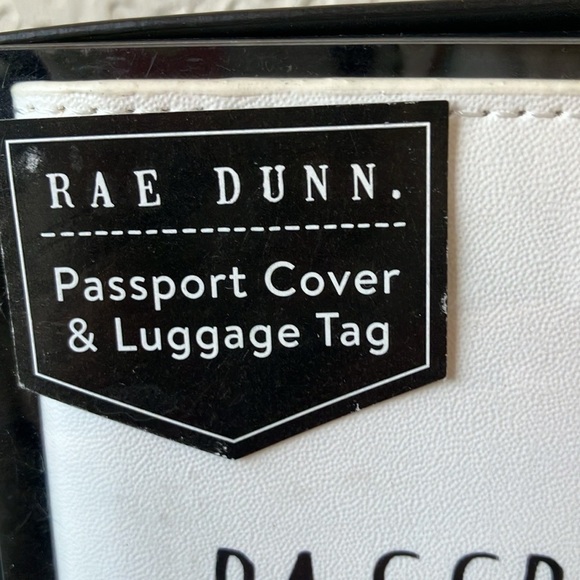 RAE DUNN.
Passport Cover
& Luggage Tag